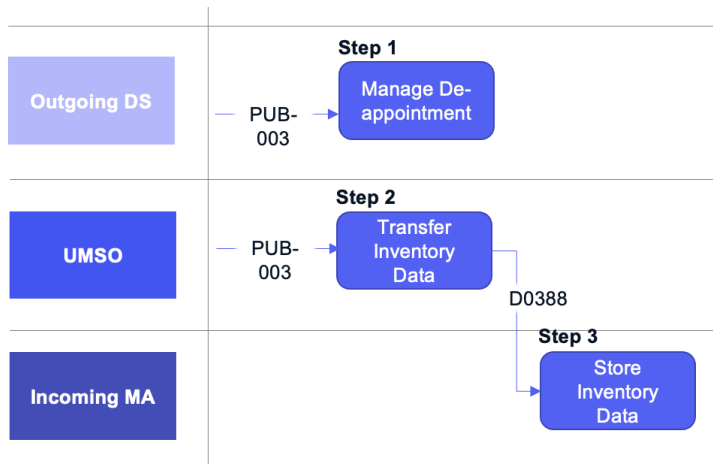 Step 1
Outgoing DS
Manage De-
appointment
PUB-
003
Step 2
UMSO
Transfer
Inventory
Data
PUB-
003
D0388
Step 3
Incoming MA
Store
Inventory
Data